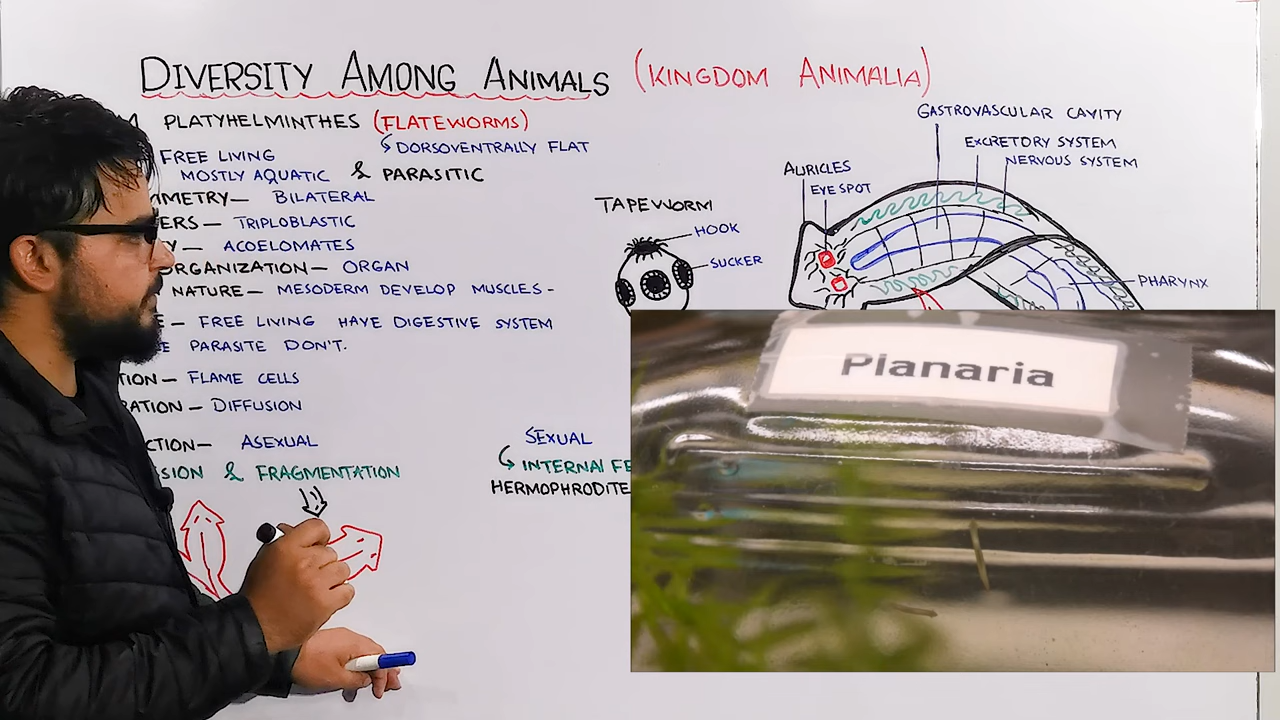 DIVERSITY AMONG ANIMALS (KINGDOM ANIMALIA)
PLATYHELMINTHES (FLATEWORMS)
DORSOVENTRALLY FLAT
FREE LIVING
MOSTLY AQUATIC & PARASITIC
MMETRY— BILATERAL
ERS — TRIPLOBLASTIC
Y — ACOELOMATES
ORGANIZATION— ORGAN
NATURE— MESODERM DEVELOP MUSCLES-
E — FREE LIVING HAVE DIGESTIVE SYSTEM
E PARASITE DON'T.
TION — FLAME CELLS
RATION — DIFFUSION
CTION— ASEXUAL
SSION & FRAGMENTATION
SEXUAL
INTERNAL FE
HERMOPHRODITE
TAPEWORM
HOOK
SUCKER
GASTROVASCULAR CAVITY
EXCRETORY SYSTEM
NERVOUS SYSTEM
AURICLES
EYE SPOT
PHARYNX
Planaria